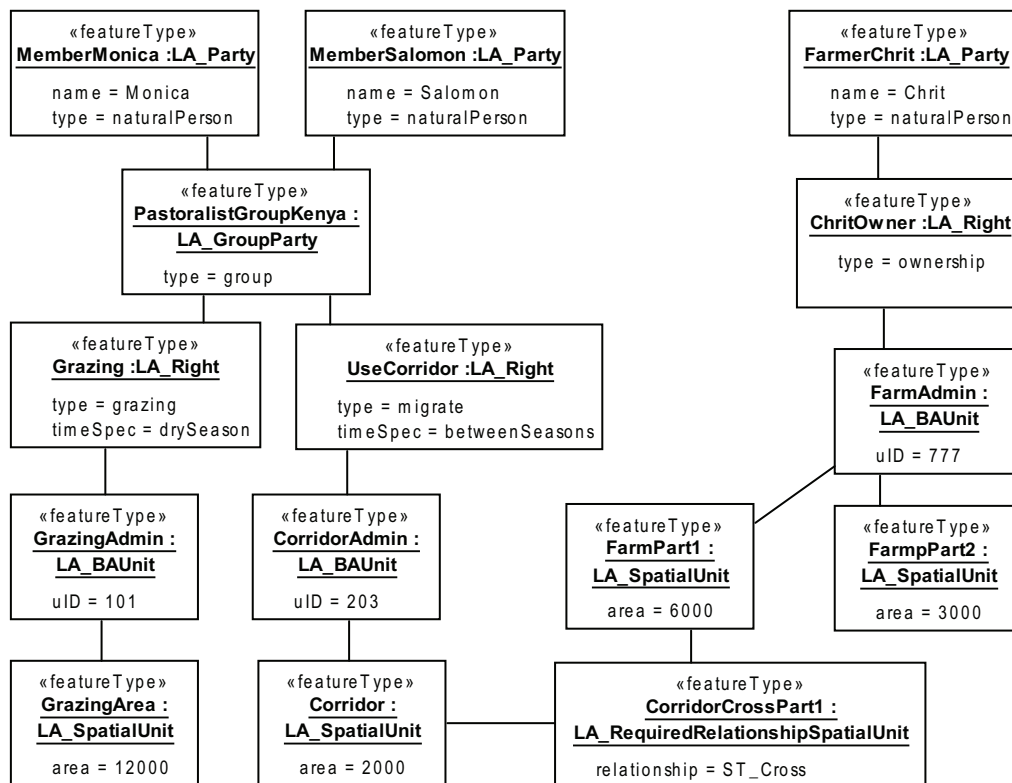 «featureType»
MemberMonica :LA_Party
name = Monica
type = naturalPerson
«featureType»
MemberSalomon :LA_Party
name = Salomon
type = naturalPerson
«featureType»
FarmerChrit :LA_Party
name = Chrit
type = naturalPerson
«featureType»
PastoralistGroupKenya :
LA_GroupParty
type = group
«featureType»
ChritOwner :LA_Right
type = ownership
«featureType»
Grazing :LA_Right
type = grazing
timeSpec = drySeason
«featureType»
UseCorridor :LA_Right
type = migrate
timeSpec = betweenSeasons
«featureType»
FarmAdmin :
LA_BAUnit
uID = 777
«featureType»
GrazingAdmin :
LA_BAUnit
uID = 101
«featureType»
CorridorAdmin :
LA_BAUnit
uID = 203
«featureType»
FarmPart1 :
LA_SpatialUnit
area = 6000
«featureType»
FarmpPart2 :
LA_SpatialUnit
area = 3000
«featureType»
GrazingArea :
LA_SpatialUnit
area = 12000
«featureType»
Corridor :
LA_SpatialUnit
area = 2000
«featureType»
CorridorCrossPart1 :
LA_RequiredRelationshipSpatialUnit
relationship = ST_Cross